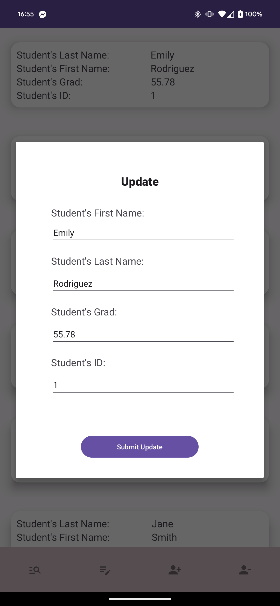 16:55 100%
Student's Last Name: Emily
Student's First Name: Rodriguez
Student's Grad: 55.78
Student's ID: 1
Update
Student's First Name:
Emily
Student's Last Name:
Rodriguez
Student's Grad:
55.78
Student's ID:
1
Submit Update
Student's Last Name: Jane
Student's First Name: Smith